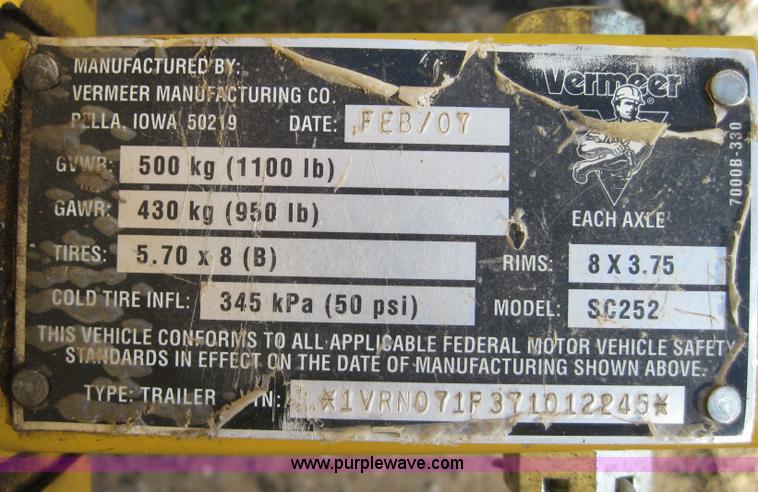 MANUFACTURED BY:
VERMEER MANUFACTURING CO.
PELLA, IOWA 50219 DATE: FEB/07
Vermeer®
GVWR: 500 kg (1100 lb)
GAWR: 430 kg (950 lb)
EACH AXLE
TIRES: 5.70 x 8 (B) RIMS: 8 X 3.75
COLD TIRE INFL: 345 kPa (50 psi) MODEL: SC252
THIS VEHICLE CONFORMS TO ALL APPLICABLE FEDERAL MOTOR VEHICLE SAFETY
STANDARDS IN EFFECT ON THE DATE OF MANUFACTURING SHOWN ABOVE.
TYPE: TRAILER VIN: *1VRN071F371012245*
7000B-330
www.purplewave.com